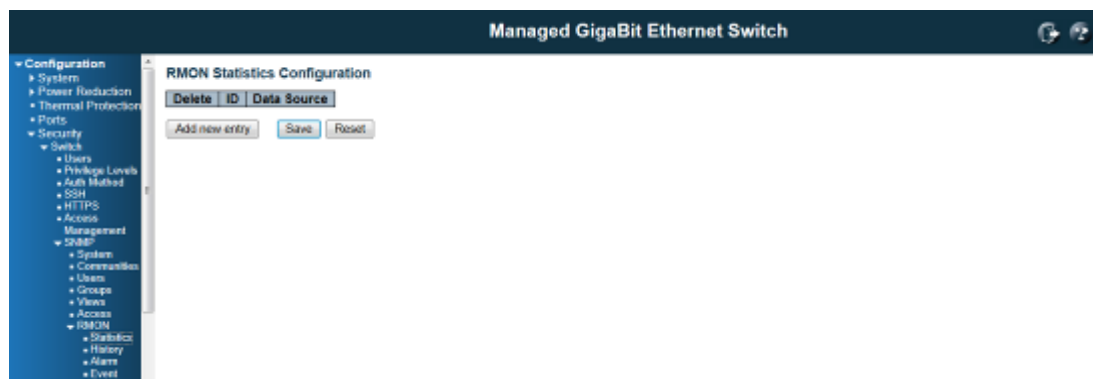 Managed GigaBit Ethernet Switch
Configuration
System
Power Reduction
Thermal Protection
Ports
Security
Switch
Users
Privilege Levels
Auth Method
SSH
HTTPS
Access
Management
SNMP
System
Communities
Users
Groups
Views
Access
RMON
Statistics
History
Alarm
Event
RMON Statistics Configuration
Delete ID Data Source
Add new entry Save Reset